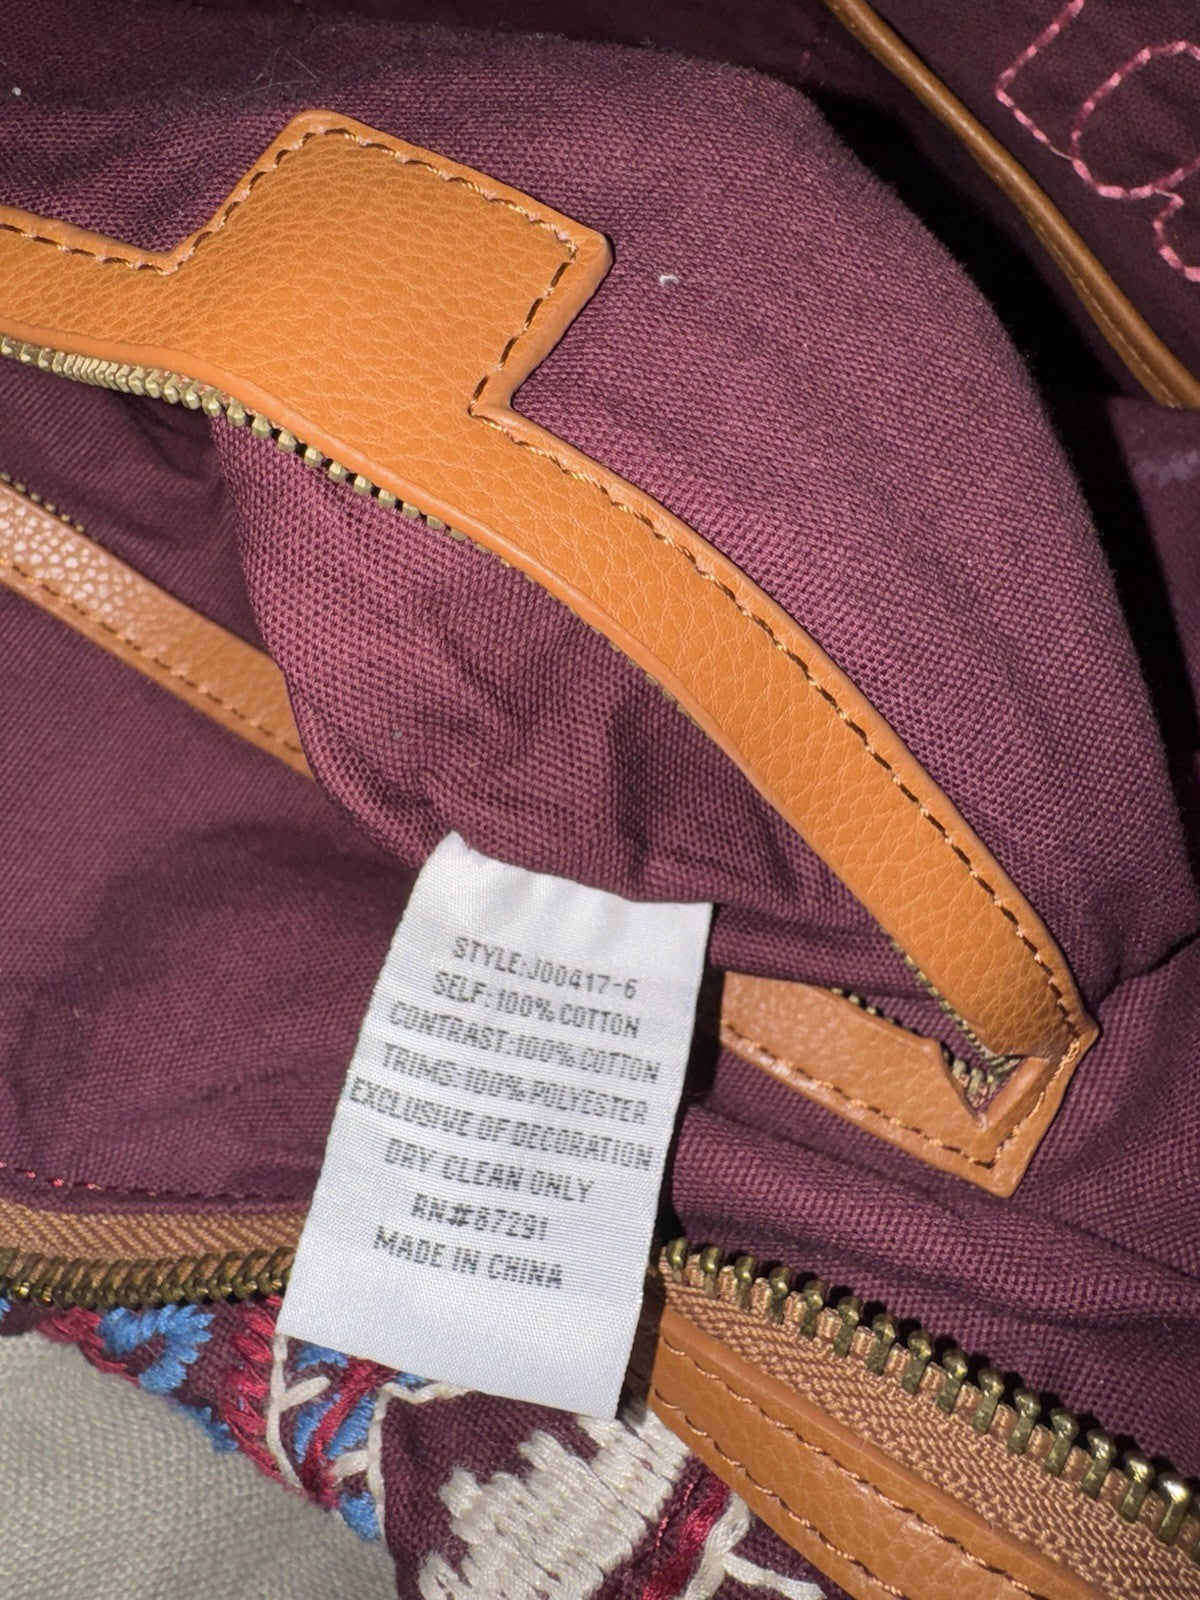 STYLE:J00417-6
SELF:100% COTTON
CONTRAST:100% COTTON
TRIMS:100% POLYESTER
EXCLUSIVE OF DECORATION
DRY CLEAN ONLY
RN#87291
MADE IN CHINA